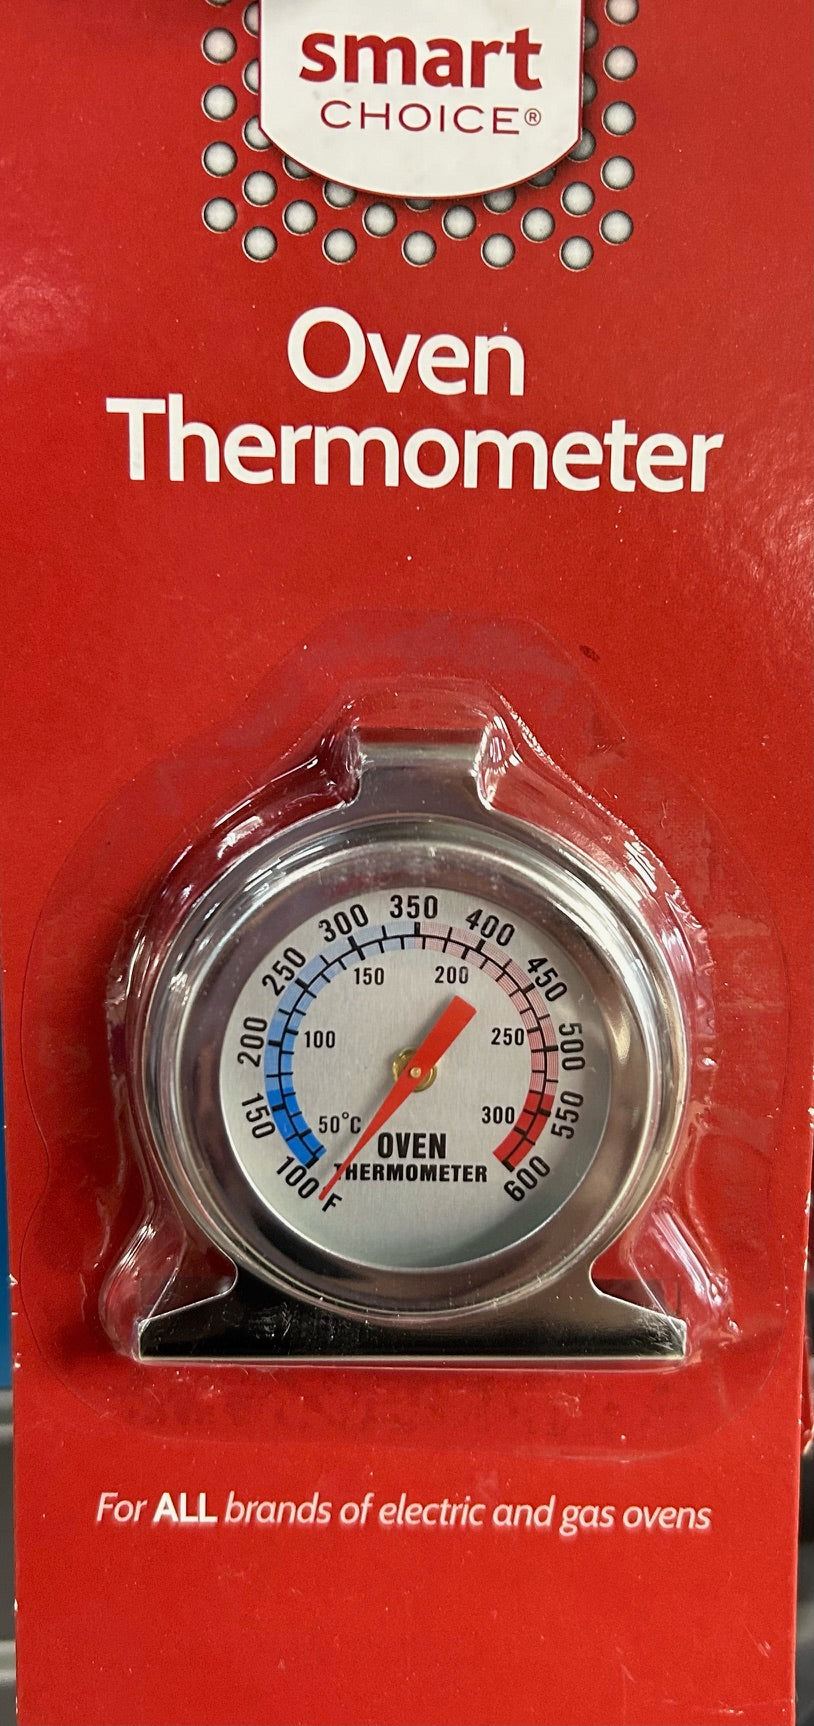 smart
CHOICE®
Oven
Thermometer
350
300
400
250
450
150
200
200
500
100
250
150
550
50°C
300
100
600
°F
OVEN
THERMOMETER
For ALL brands of electric and gas ovens